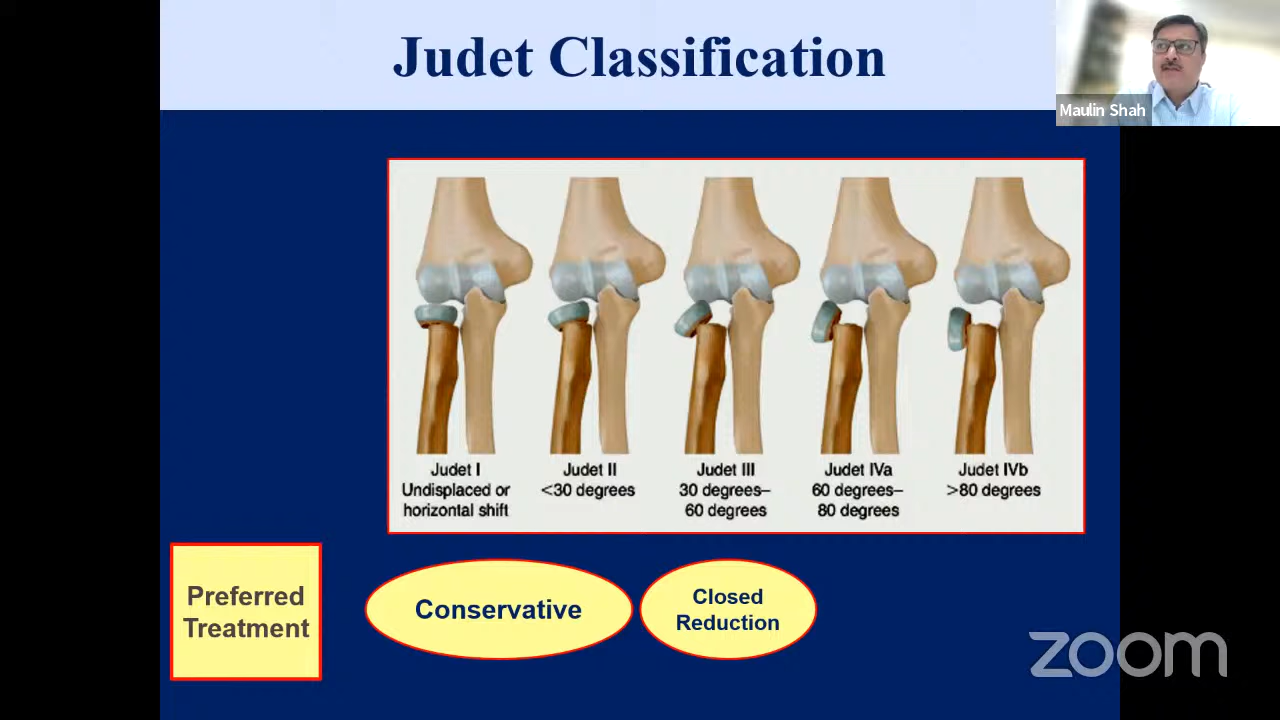 Judet Classification
Maulin Shah
Judet I
Undisplaced or
horizontal shift
Judet II
<30 degrees
Judet III
30 degrees–
60 degrees
Judet IVa
60 degrees–
80 degrees
Judet IVb
>80 degrees
Preferred
Treatment
Conservative
Closed
Reduction
zoom